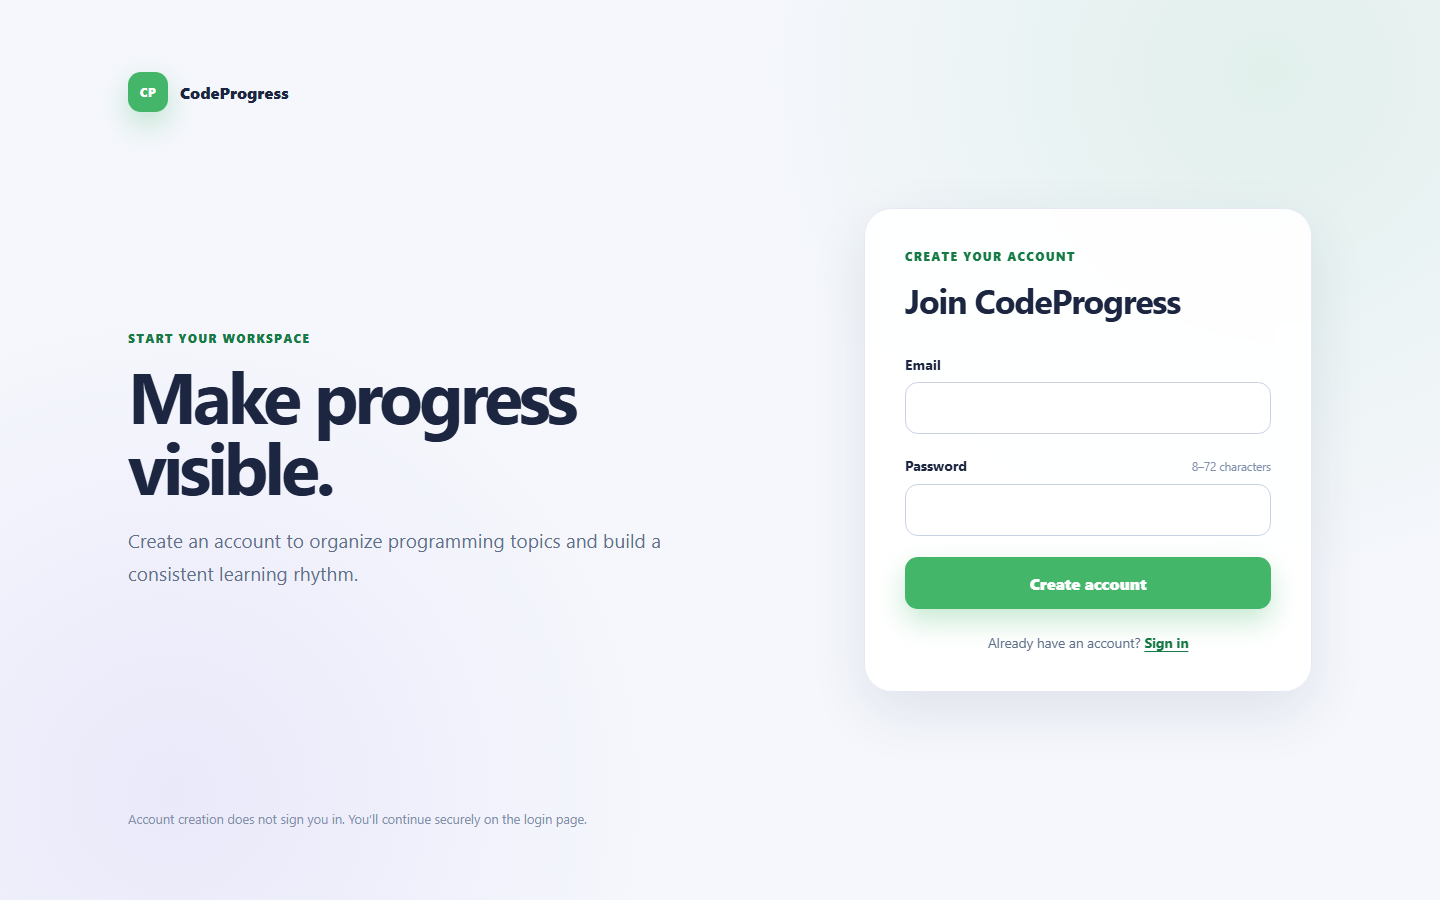 CP
CodeProgress
START YOUR WORKSPACE
Make progress
visible.
Create an account to organize programming topics and build a
consistent learning rhythm.
Account creation does not sign you in. You'll continue securely on the login page.
CREATE YOUR ACCOUNT
Join CodeProgress
Email
Password 8–72 characters
Create account
Already have an account? Sign in